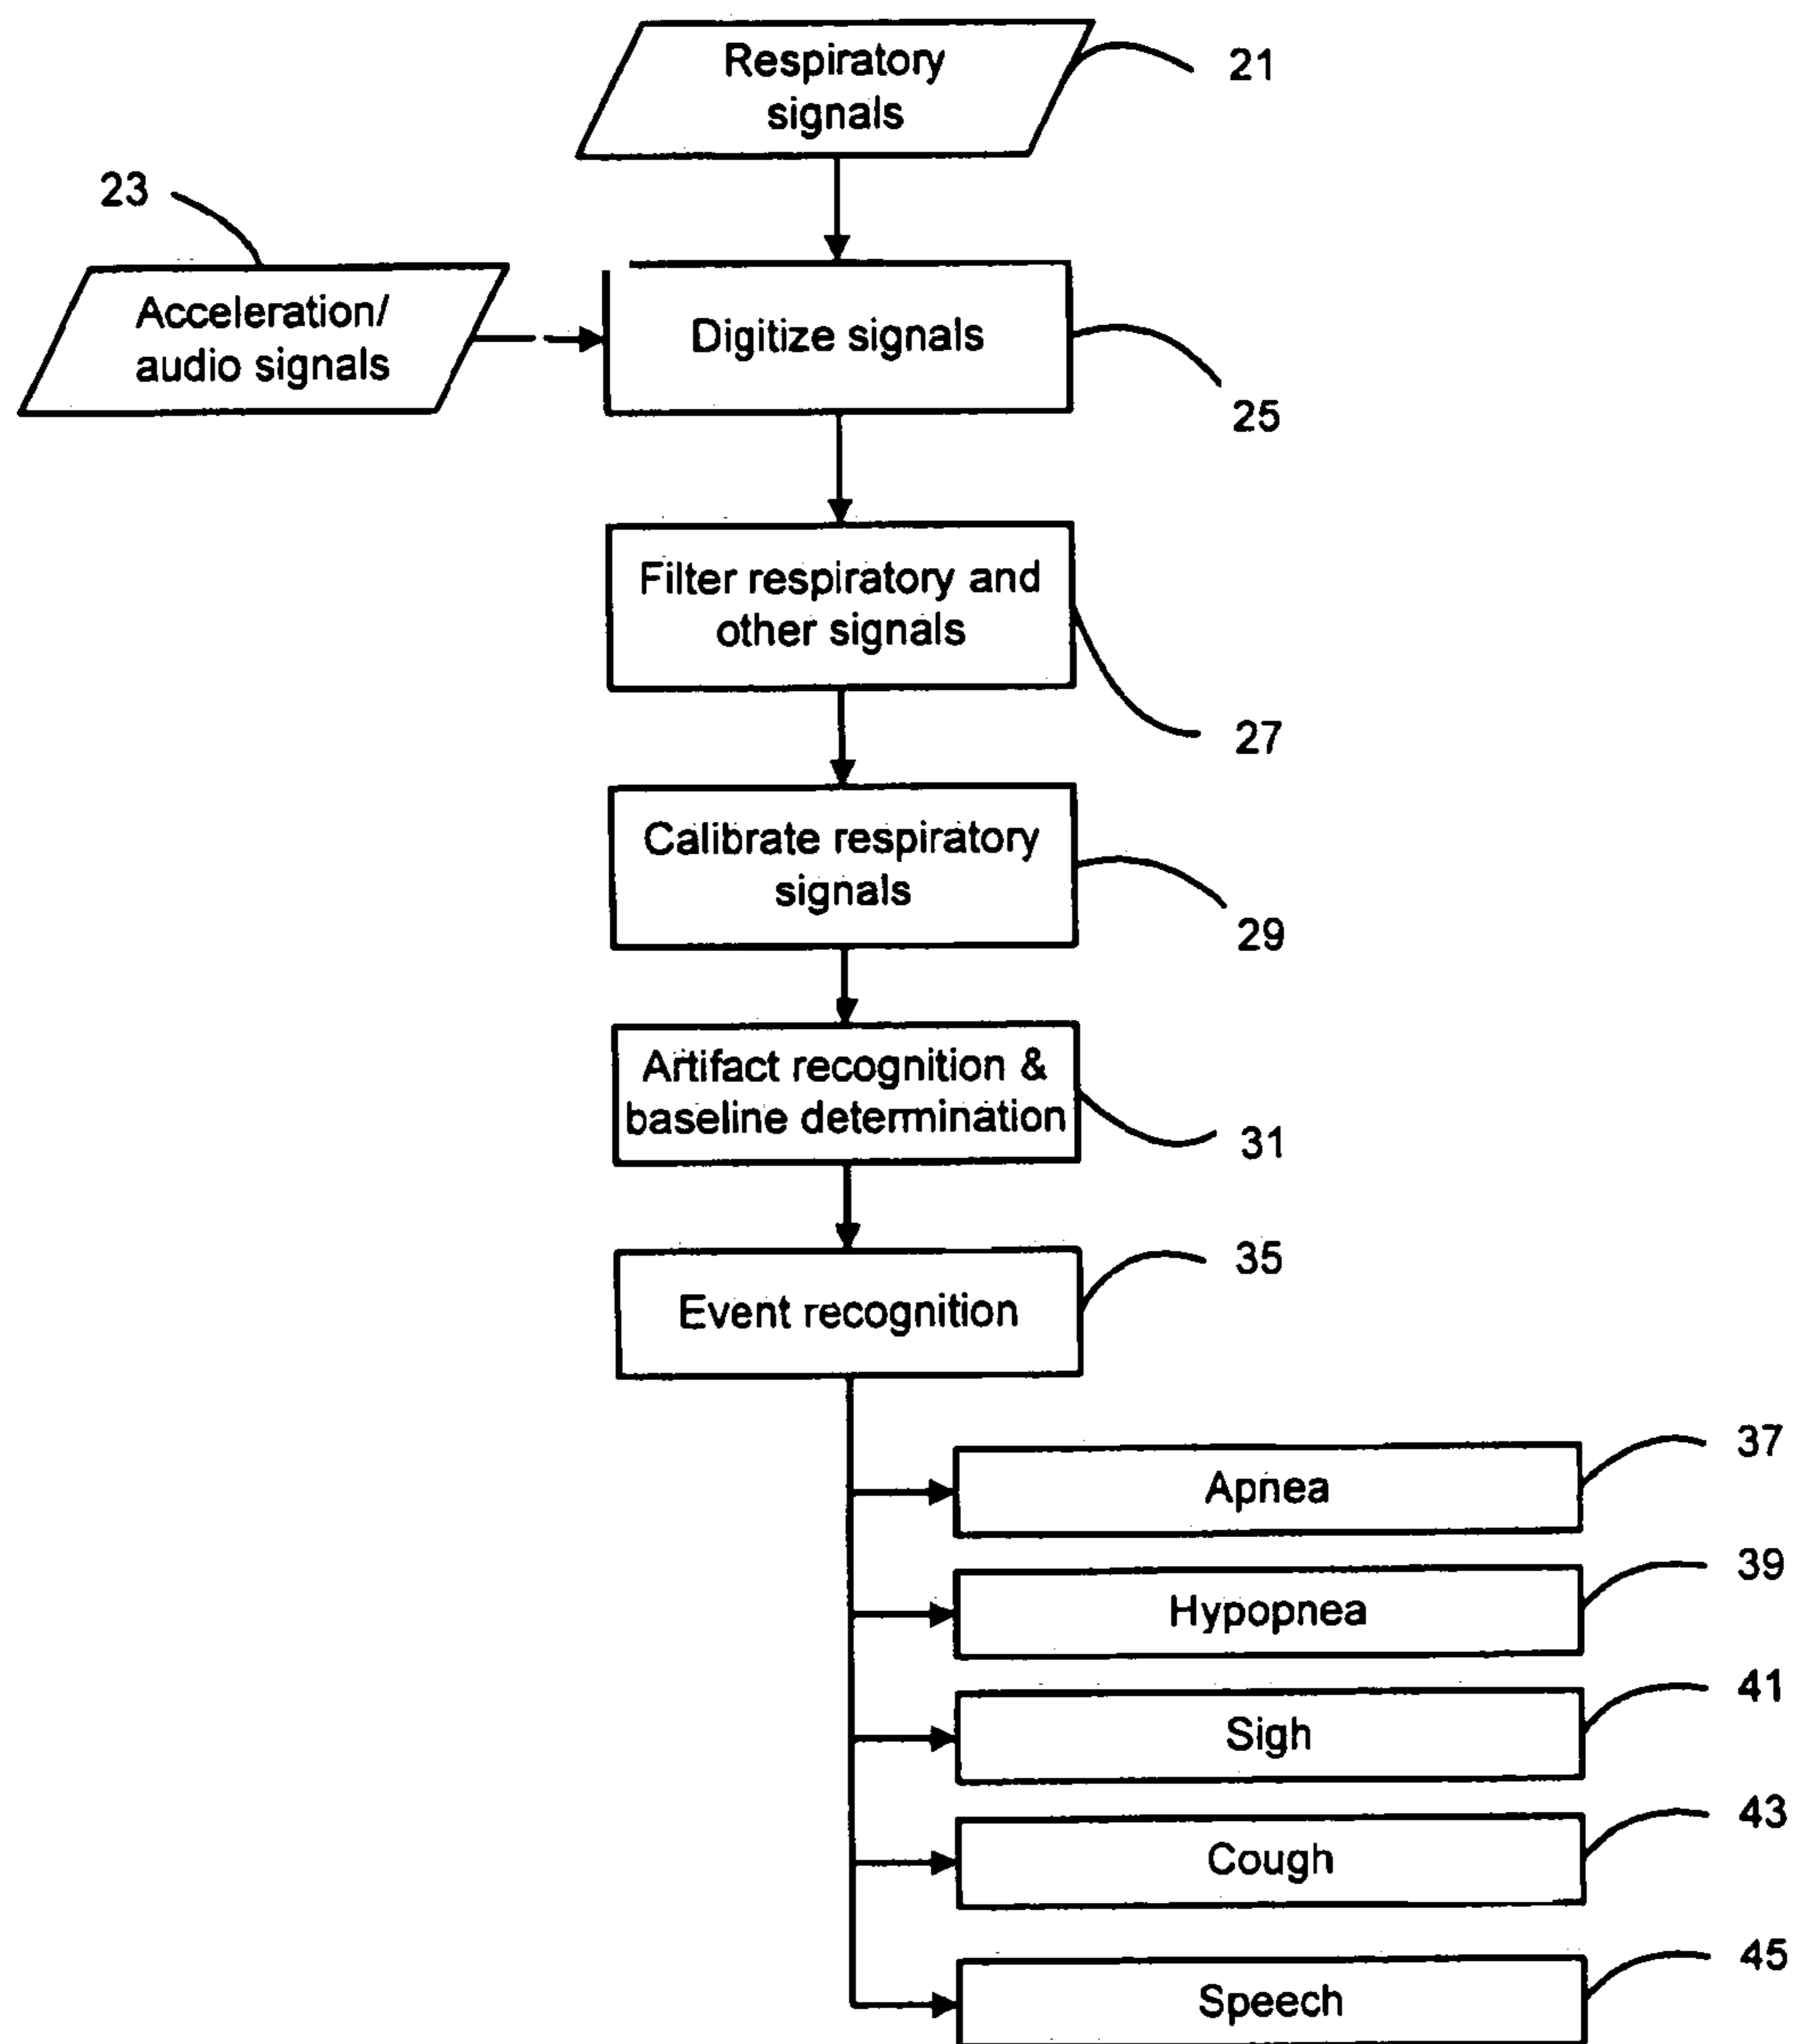 Respiratory
signals
21
23
Acceleration/
audio signals
Digitize signals
25
Filter respiratory and
other signals
27
Calibrate respiratory
signals
29
Artifact recognition &
baseline determination
31
35
Event recognition
37
Apnea
39
Hypopnea
41
Sigh
43
Cough
45
Speech